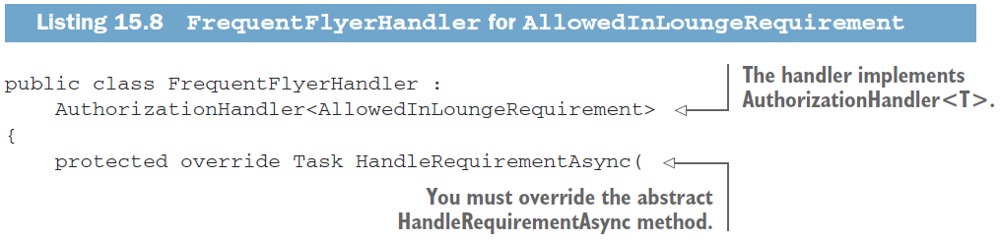 Listing 15.8 FrequentFlyerHandler for AllowedInLoungeRequirement
public class FrequentFlyerHandler :
AuthorizationHandler<AllowedInLoungeRequirement>
The handler implements
AuthorizationHandler<T>.
{
protected override Task HandleRequirementAsync(
You must override the abstract
HandleRequirementAsync method.